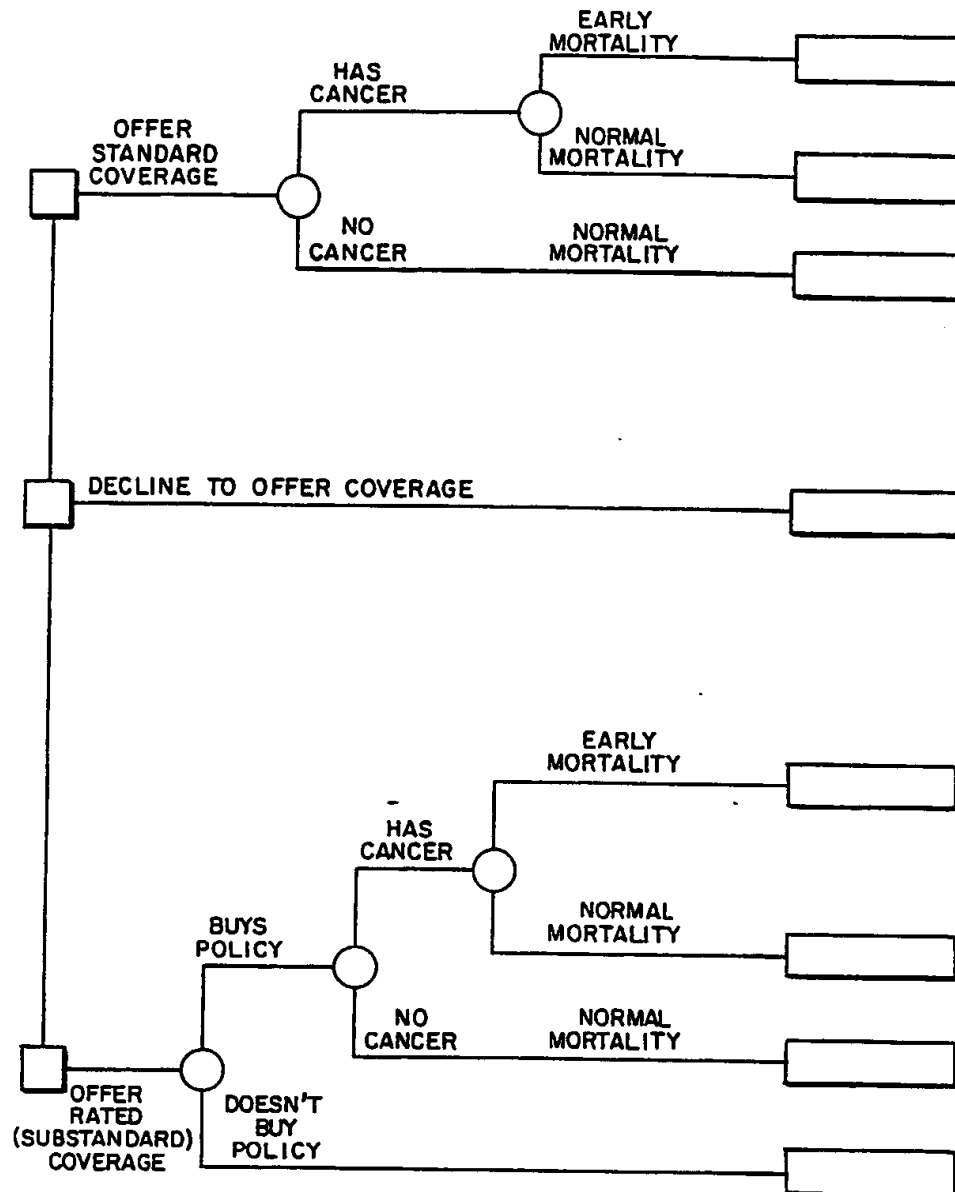 EARLY
MORTALITY
HAS
CANCER
OFFER
STANDARD
COVERAGE
NORMAL
MORTALITY
NO
CANCER
NORMAL
MORTALITY
DECLINE TO OFFER COVERAGE
EARLY
MORTALITY
HAS
CANCER
BUYS
POLICY
NORMAL
MORTALITY
NO
CANCER
NORMAL
MORTALITY
OFFER
RATED
(SUBSTANDARD)
COVERAGE
DOESN'T
BUY
POLICY